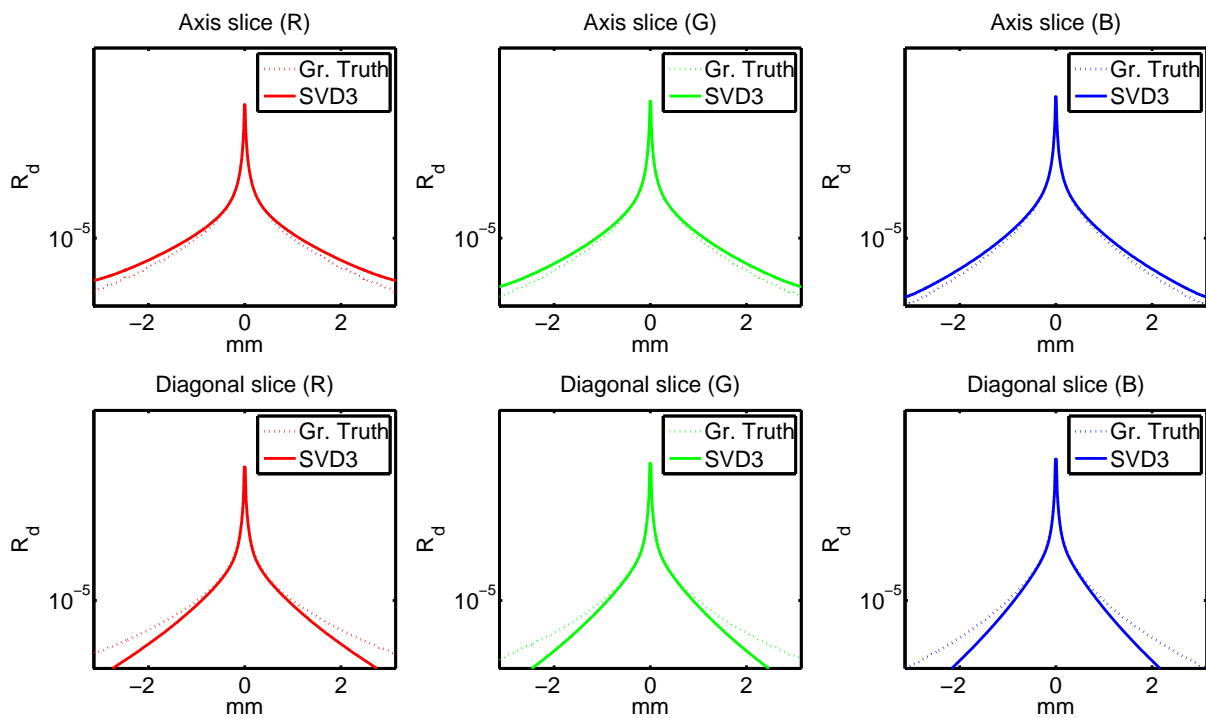 Axis slice (R)
Gr. Truth
SVD3
R_d
10^−5
−2 0 2
mm
Axis slice (G)
Gr. Truth
SVD3
R_d
10^−5
−2 0 2
mm
Axis slice (B)
Gr. Truth
SVD3
R_d
10^−5
−2 0 2
mm
Diagonal slice (R)
Gr. Truth
SVD3
R_d
10^−5
−2 0 2
mm
Diagonal slice (G)
Gr. Truth
SVD3
R_d
10^−5
−2 0 2
mm
Diagonal slice (B)
Gr. Truth
SVD3
R_d
10^−5
−2 0 2
mm